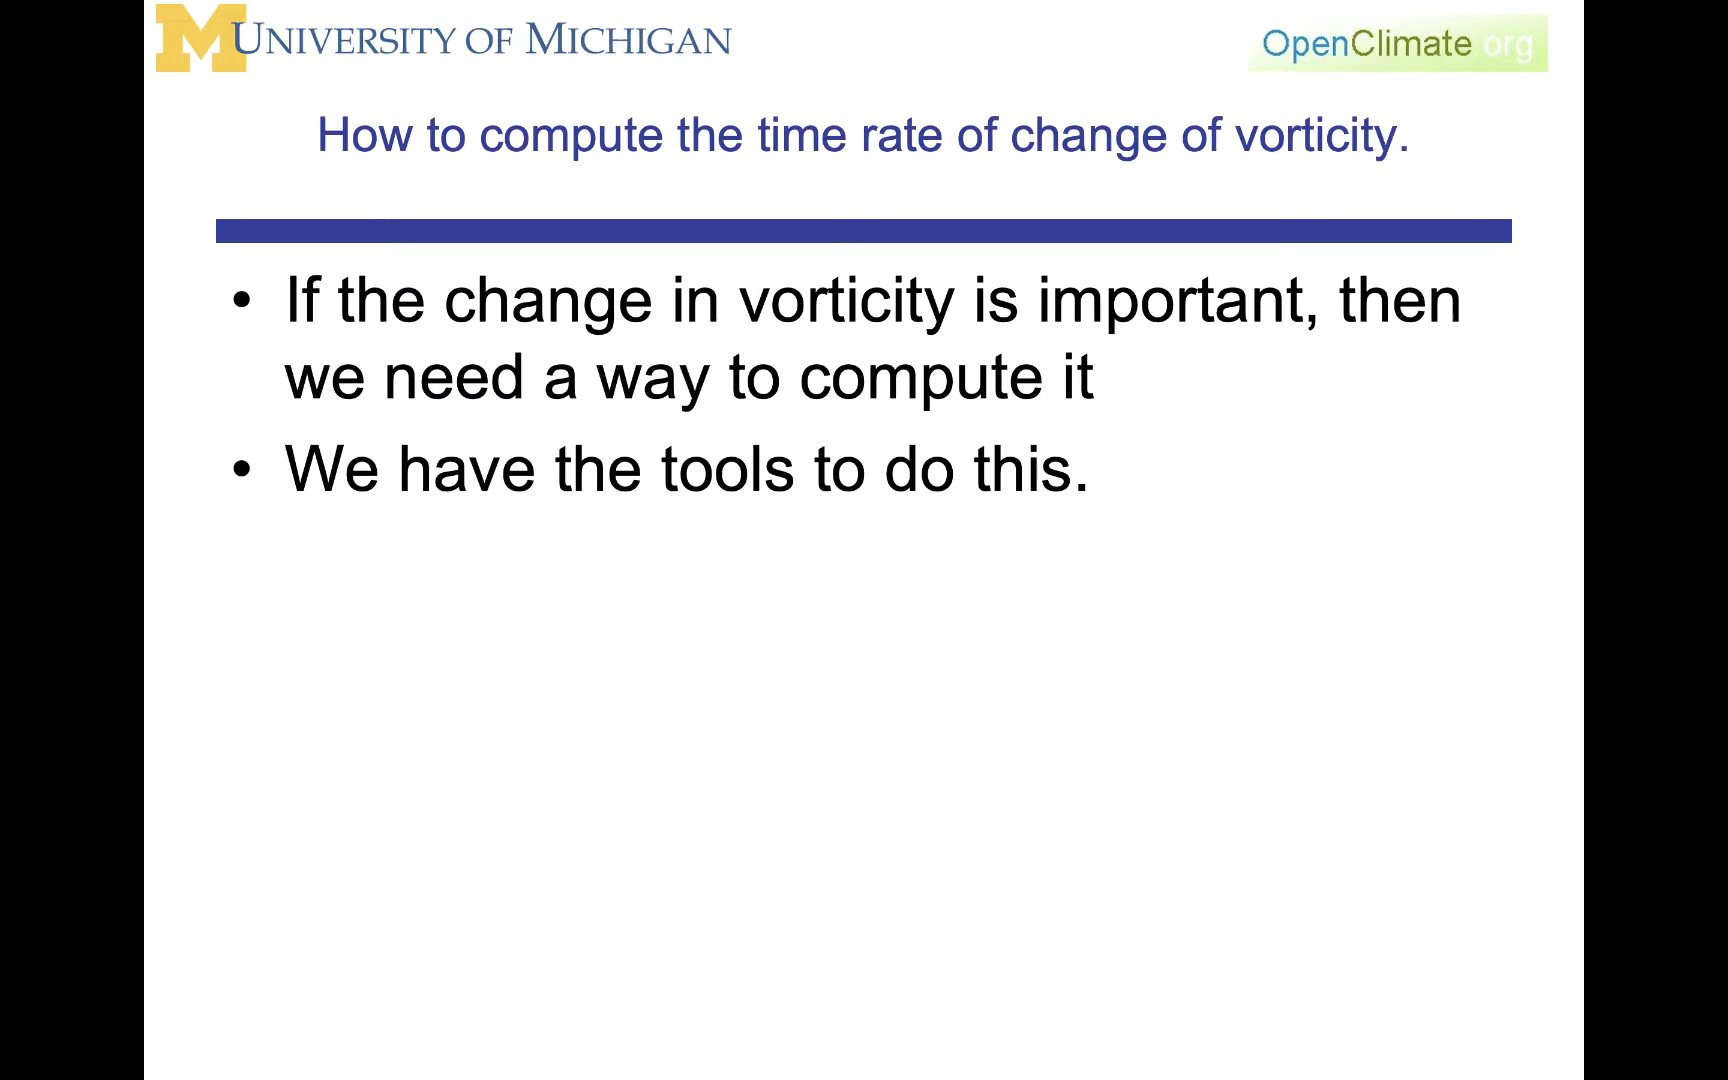 M UNIVERSITY OF MICHIGAN
OpenClimate org
How to compute the time rate of change of vorticity.
• If the change in vorticity is important, then
we need a way to compute it
• We have the tools to do this.